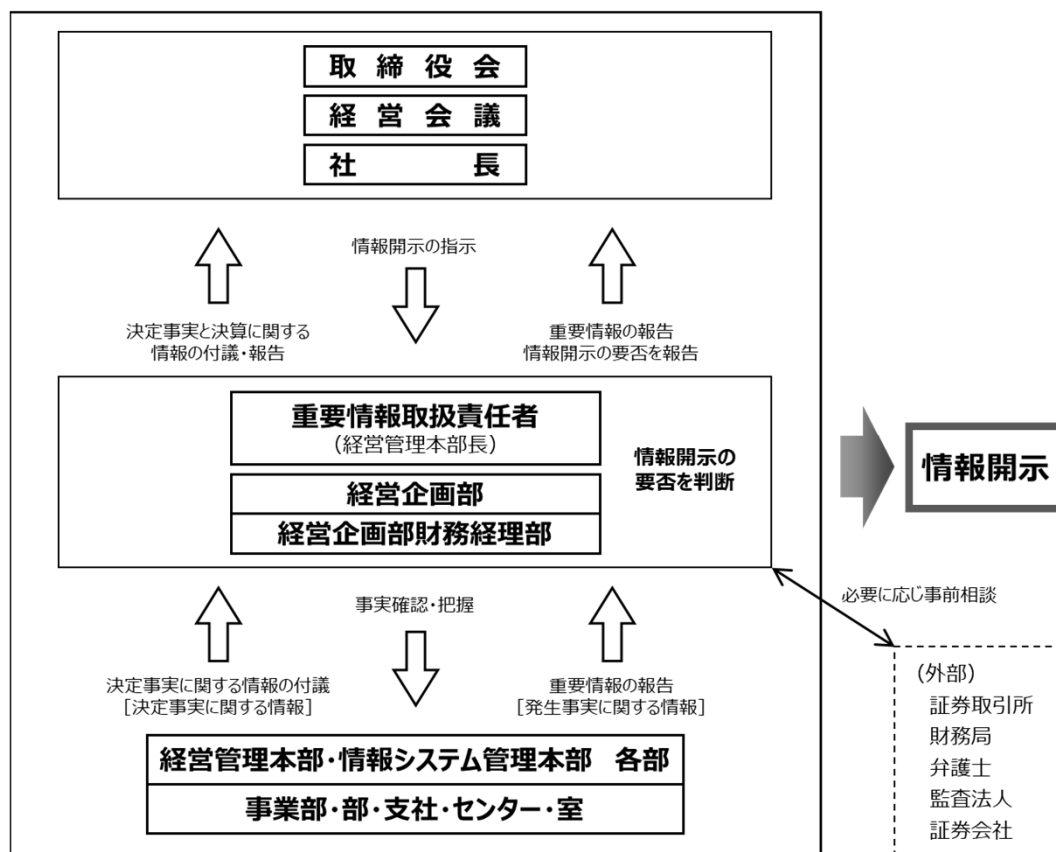 取締役会
経営会議
社長
情報開示の指示
決定事実と決算に関する
情報の付議・報告
重要情報の報告
情報開示の要否を報告
重要情報取扱責任者
（経営管理本部長）
経営企画部
経営企画部財務経理部
情報開示の
要否を判断
情報開示
必要に応じ事前相談
事実確認・把握
決定事実に関する情報の付議
[決定事実に関する情報]
重要情報の報告
[発生事実に関する情報]
経営管理本部・情報システム管理本部　各部
事業部・部・支社・センター・室
（外部）
証券取引所
財務局
弁護士
監査法人
証券会社